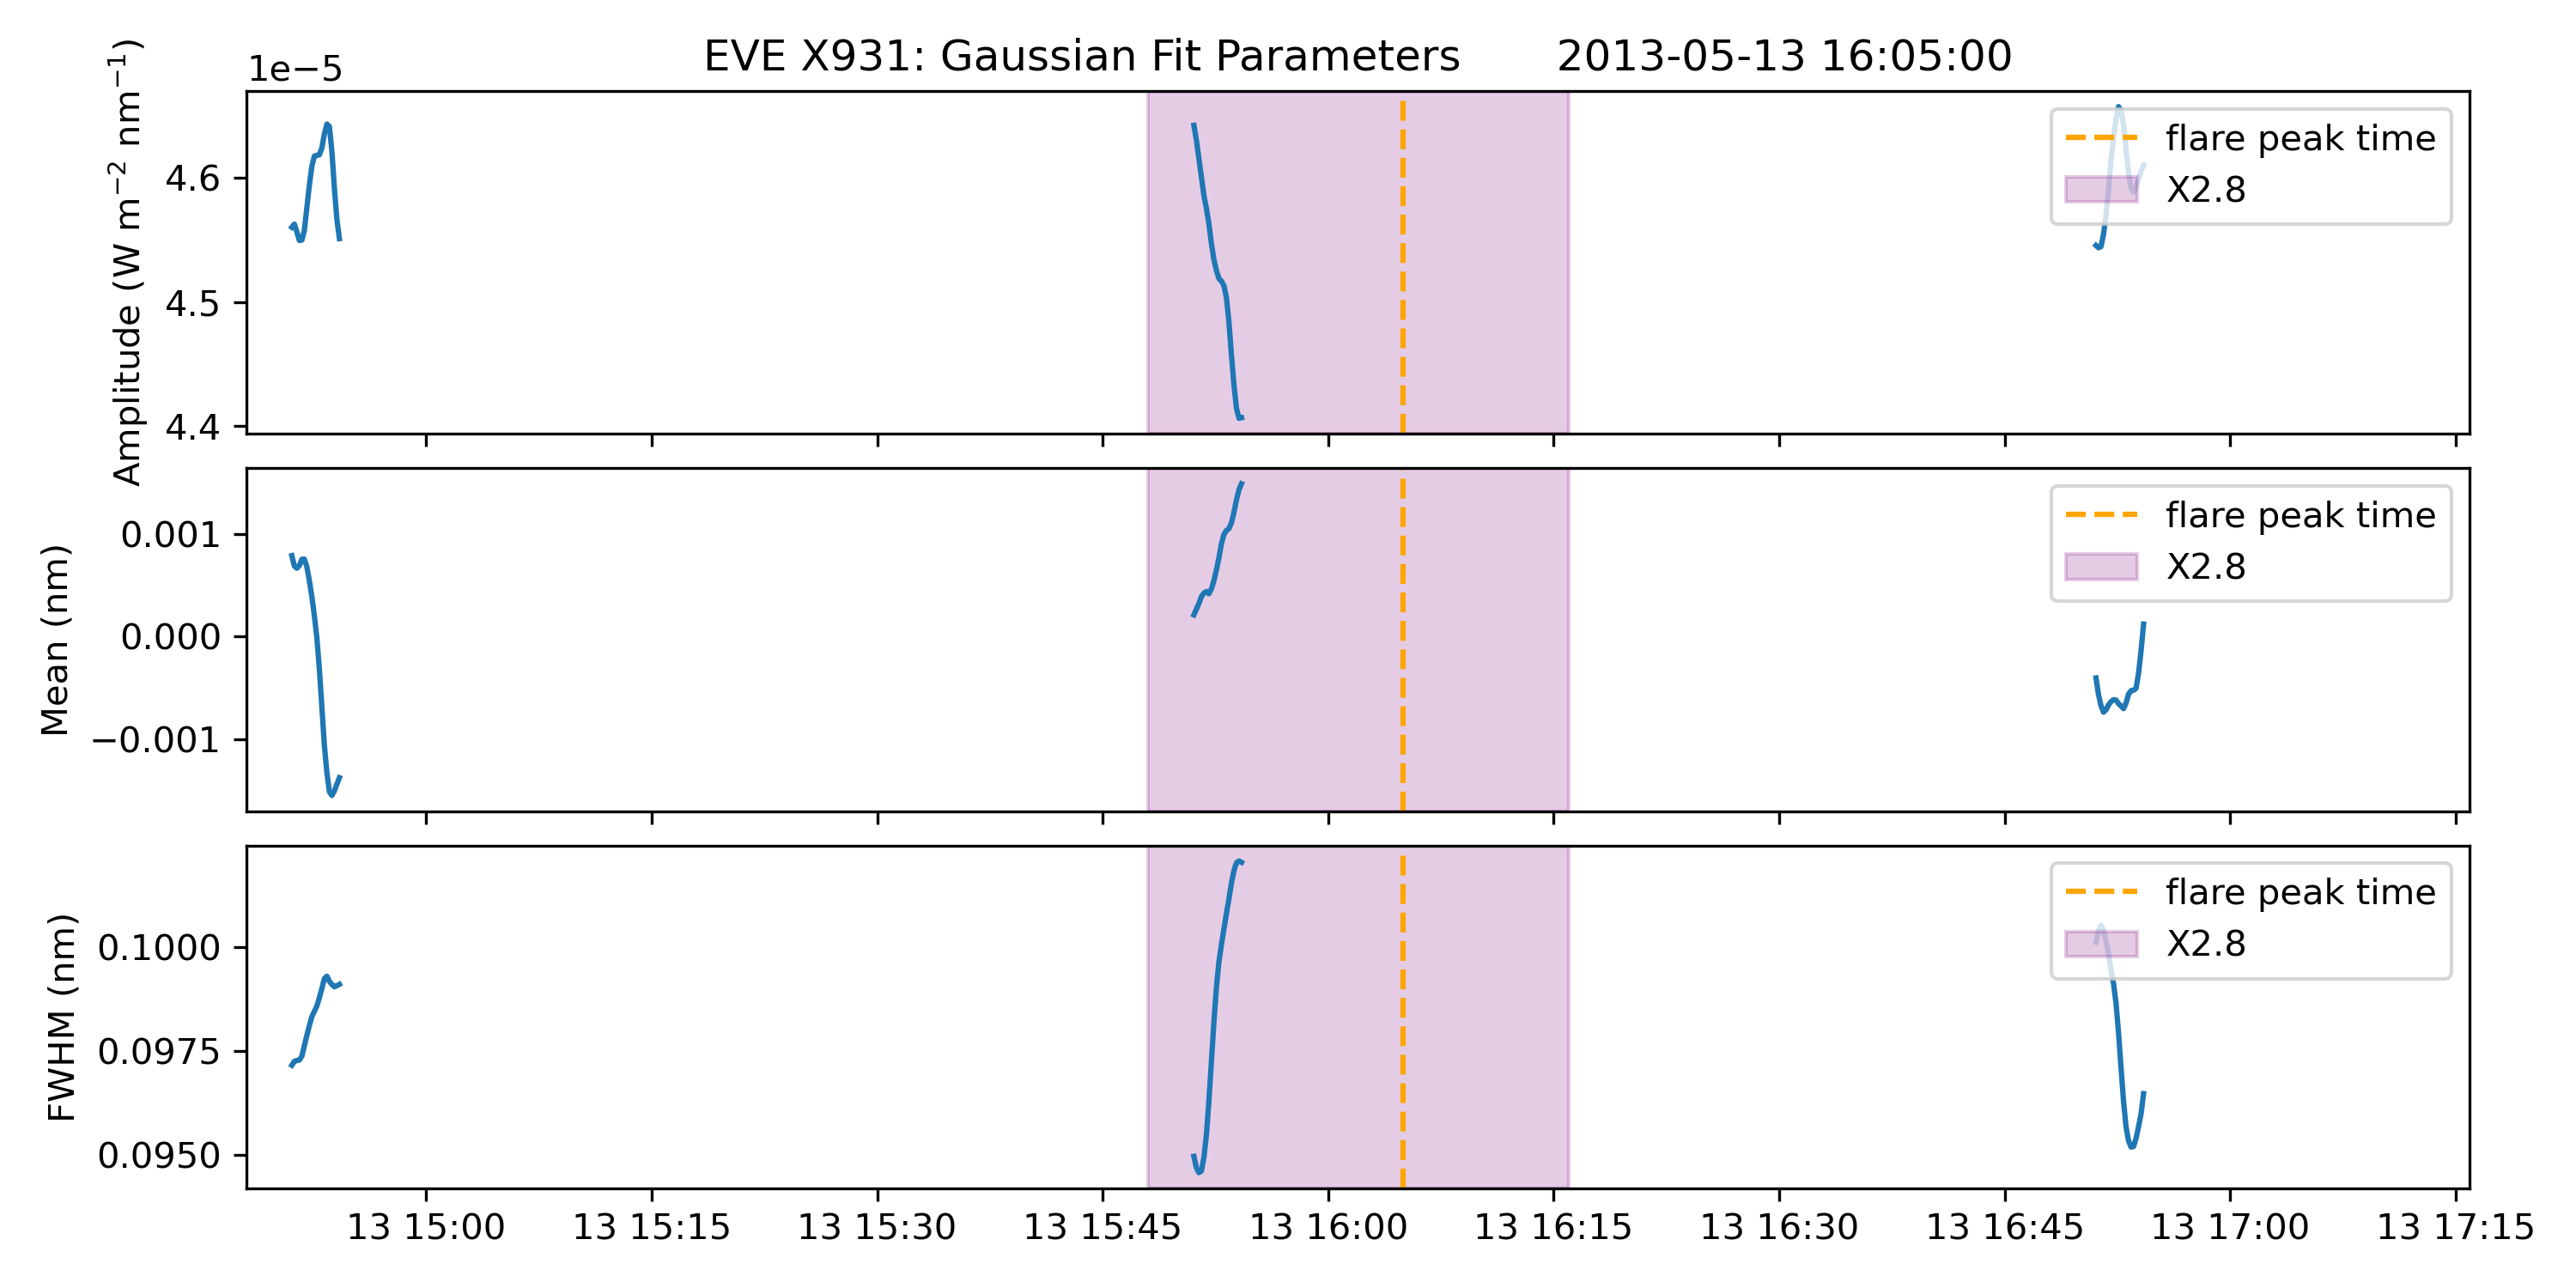 EVE X931: Gaussian Fit Parameters 2013-05-13 16:05:00
1e−5
Amplitude (W m⁻² nm⁻¹)
4.6
4.5
4.4
flare peak time
X2.8
Mean (nm)
0.001
0.000
−0.001
flare peak time
X2.8
FWHM (nm)
0.1000
0.0975
0.0950
flare peak time
X2.8
13 15:00 13 15:15 13 15:30 13 15:45 13 16:00 13 16:15 13 16:30 13 16:45 13 17:00 13 17:15